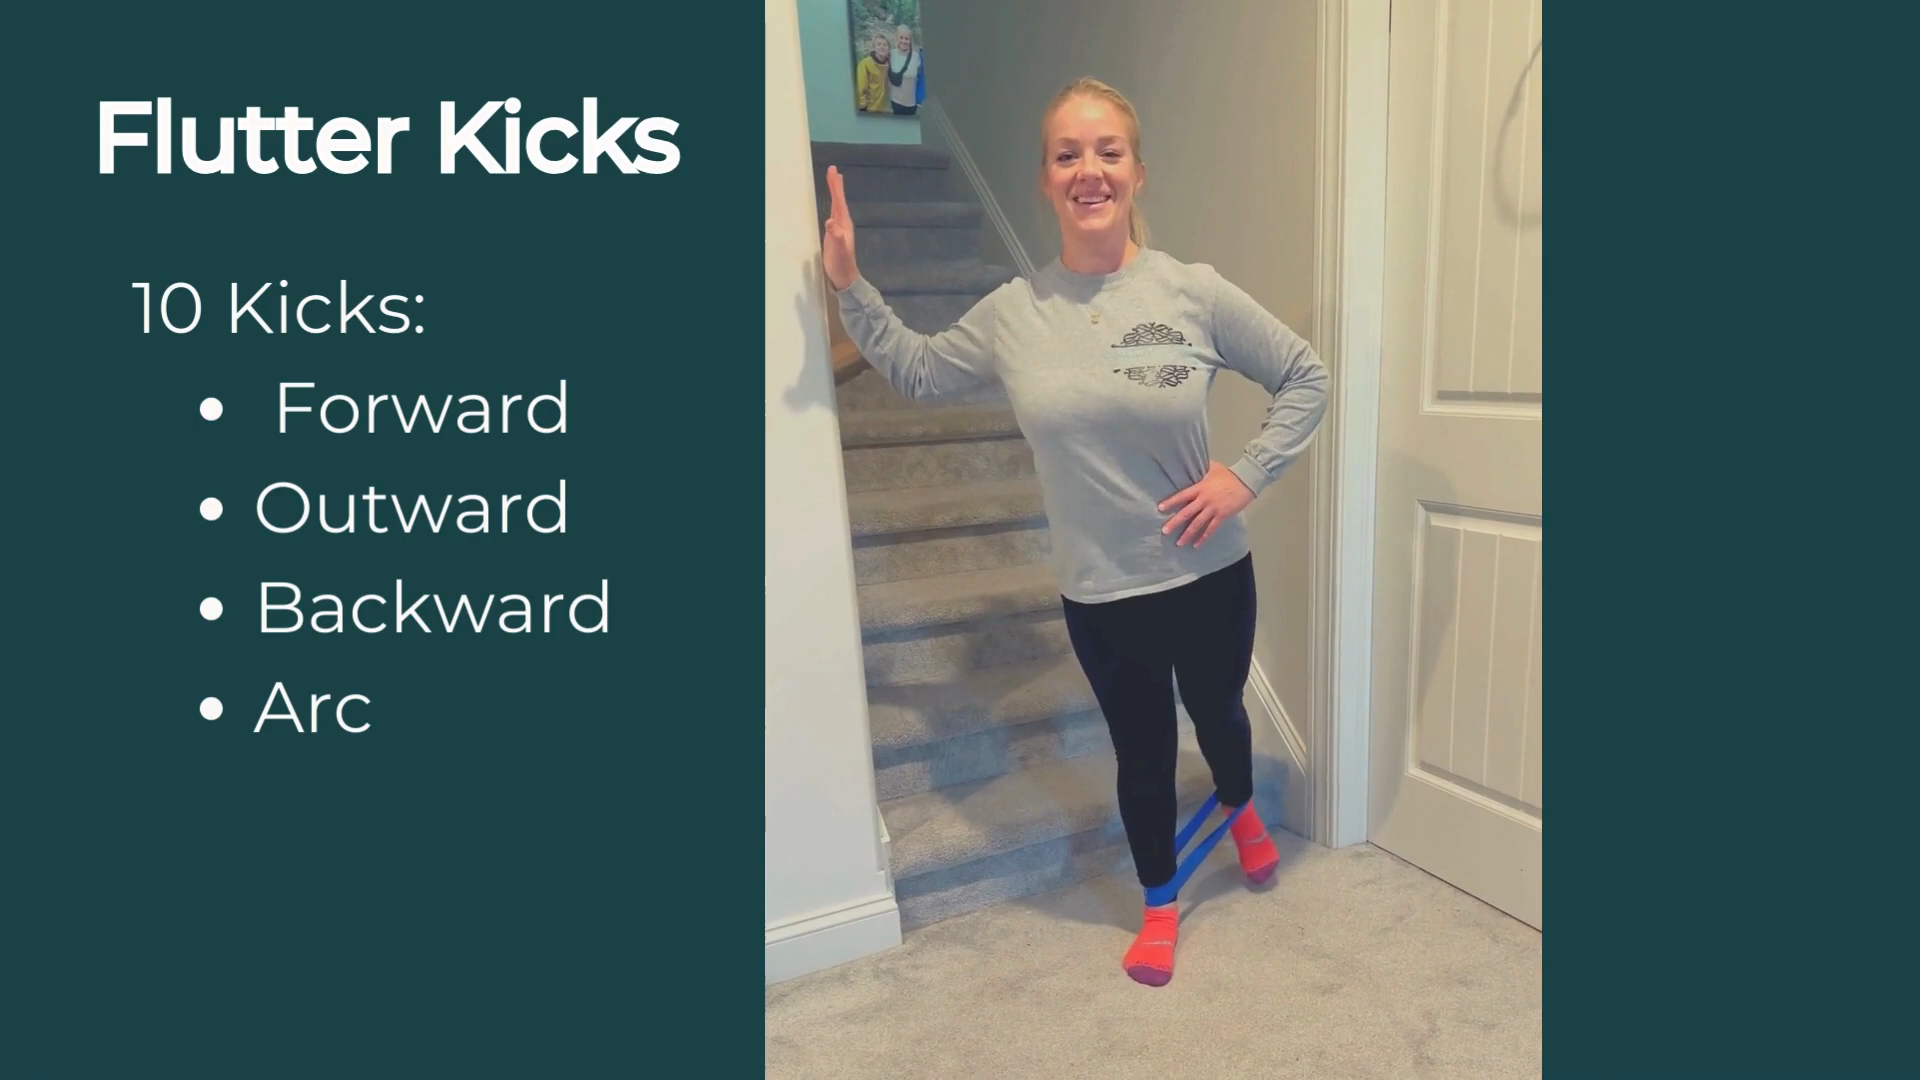 Flutter Kicks
10 Kicks:
• Forward
• Outward
• Backward
• Arc